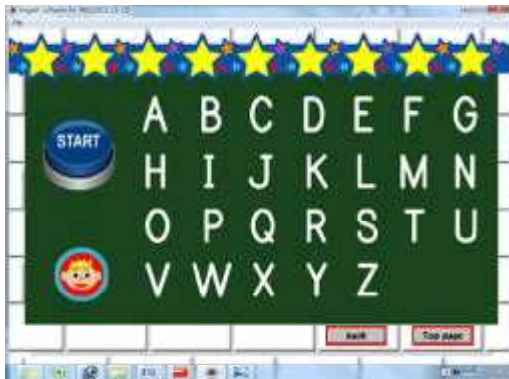 START
A B C D E F G
H I J K L M N
O P Q R S T U
V W X Y Z
Back
Top page